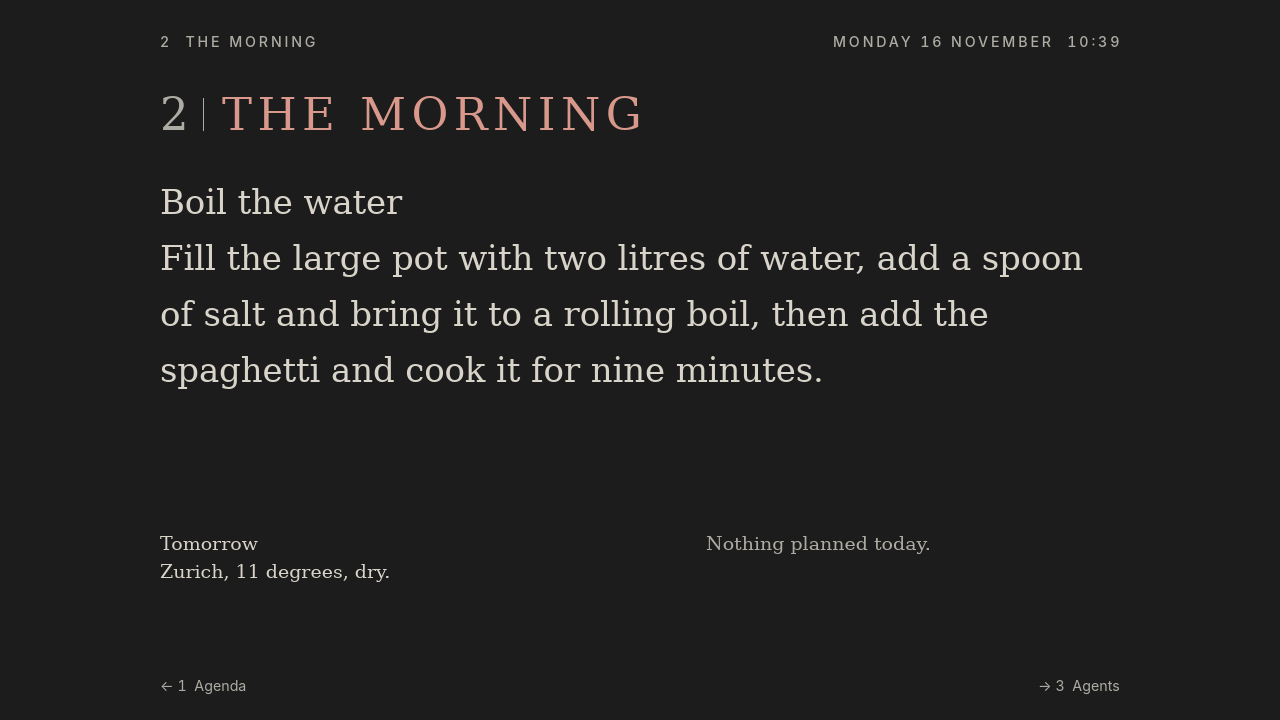 2 THE MORNING
MONDAY 16 NOVEMBER 10:39
2 | THE MORNING
Boil the water
Fill the large pot with two litres of water, add a spoon
of salt and bring it to a rolling boil, then add the
spaghetti and cook it for nine minutes.
Tomorrow
Zurich, 11 degrees, dry.
Nothing planned today.
← 1 Agenda
→ 3 Agents